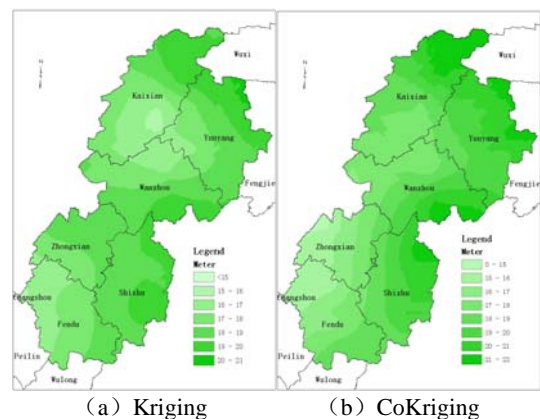 Wuxi
Kaixian
Yunyang
Wanzhou
Fengjie
Zhongxian
Shizhu
Fendu
Wulong
Legend
Meter
<15
15 - 16
16 - 17
17 - 18
18 - 19
19 - 20
20 - 21
(a) Kriging
Wuxi
Kaixian
Yunyang
Wanzhou
Fengjie
Zhongxian
Shizhu
Fendu
Peilin
Wulong
Legend
Meter
0 - 15
15 - 16
16 - 17
17 - 18
18 - 19
19 - 20
20 - 21
21 - 22
(b) CoKriging